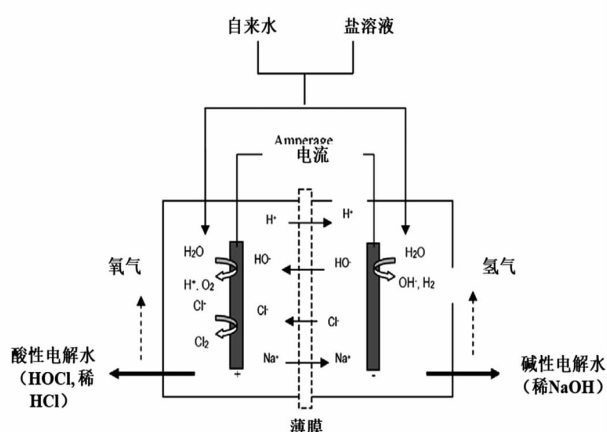 自来水 盐溶液
Amperage
电流
H⁺ H⁺
H₂O H₂O
HO- HO-
氧气 氢气
H⁺, O₂ OH-, H₂
Cl- Cl- Cl-
Cl₂
Na⁺ Na⁺
酸性电解水
（HOCl, 稀
HCl）
碱性电解水
（稀NaOH）
+ -
薄膜